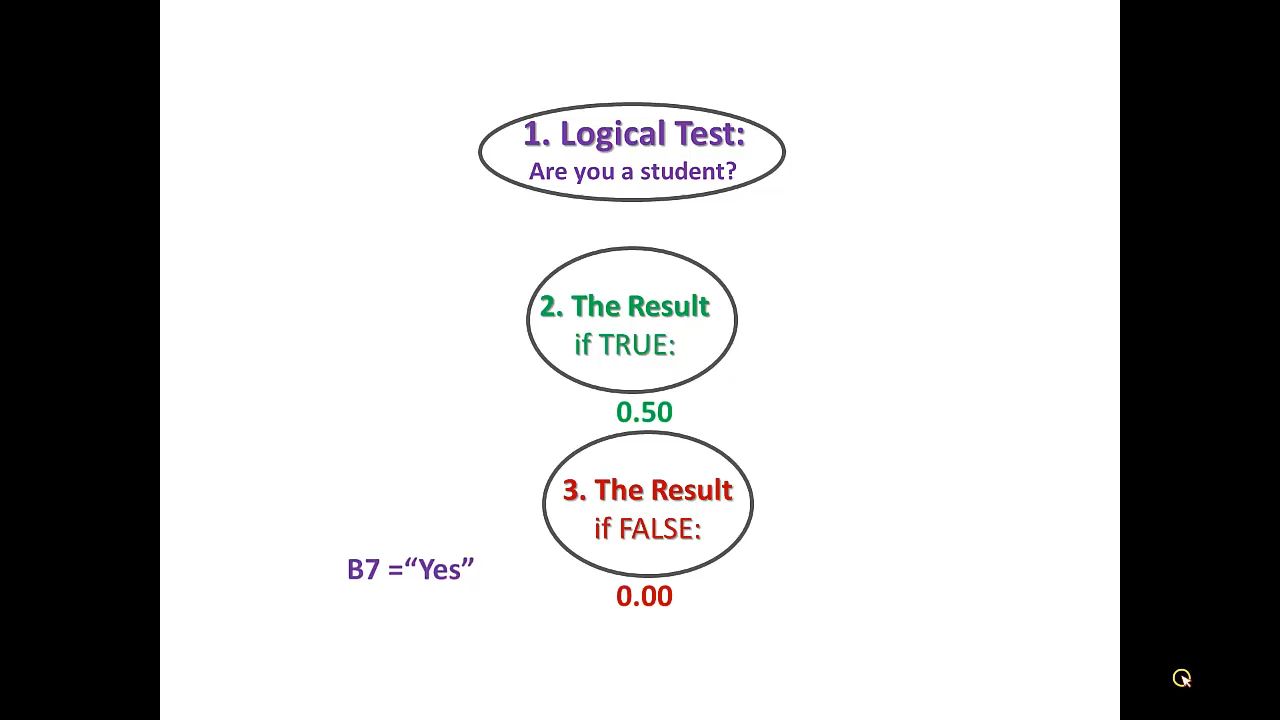 1. Logical Test:
Are you a student?
2. The Result
if TRUE:
0.50
3. The Result
if FALSE:
B7 =“Yes”
0.00